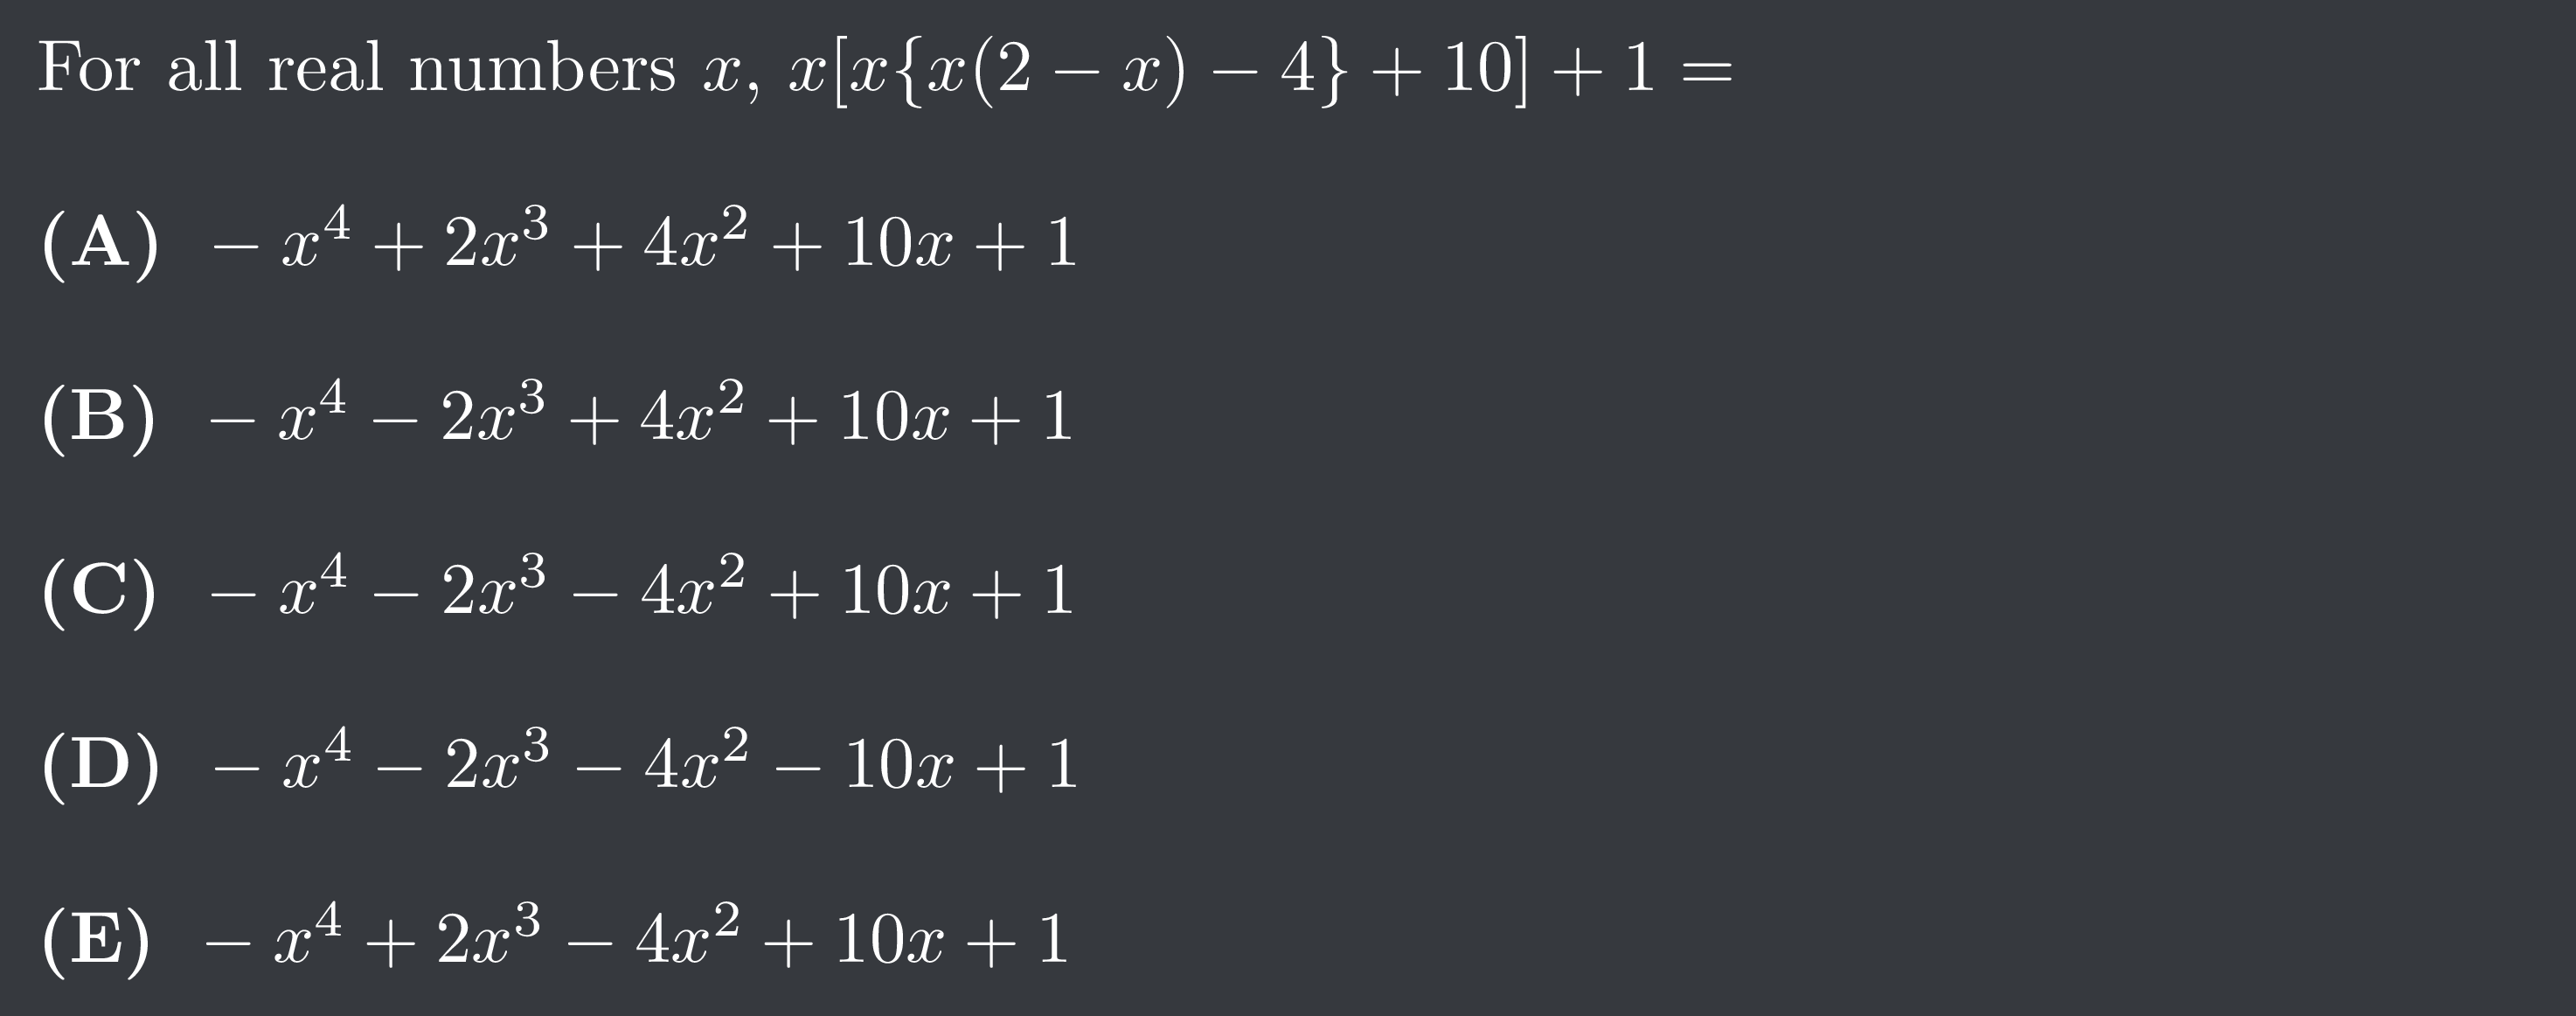 For all real numbers x, x[x{x(2 − x) − 4} + 10] + 1 =
(A) − x⁴ + 2x³ + 4x² + 10x + 1
(B) − x⁴ − 2x³ + 4x² + 10x + 1
(C) − x⁴ − 2x³ − 4x² + 10x + 1
(D) − x⁴ − 2x³ − 4x² − 10x + 1
(E) − x⁴ + 2x³ − 4x² + 10x + 1